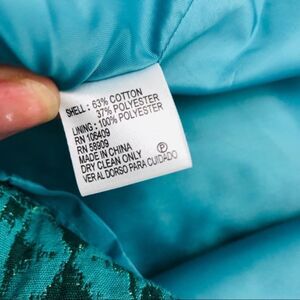 SHELL: 63% COTTON
37% POLYESTER
LINING: 100% POLYESTER
RN 106409
RN 58909
MADE IN CHINA
DRY CLEAN ONLY Ⓟ
VER AL DORSO PARA CUIDADO